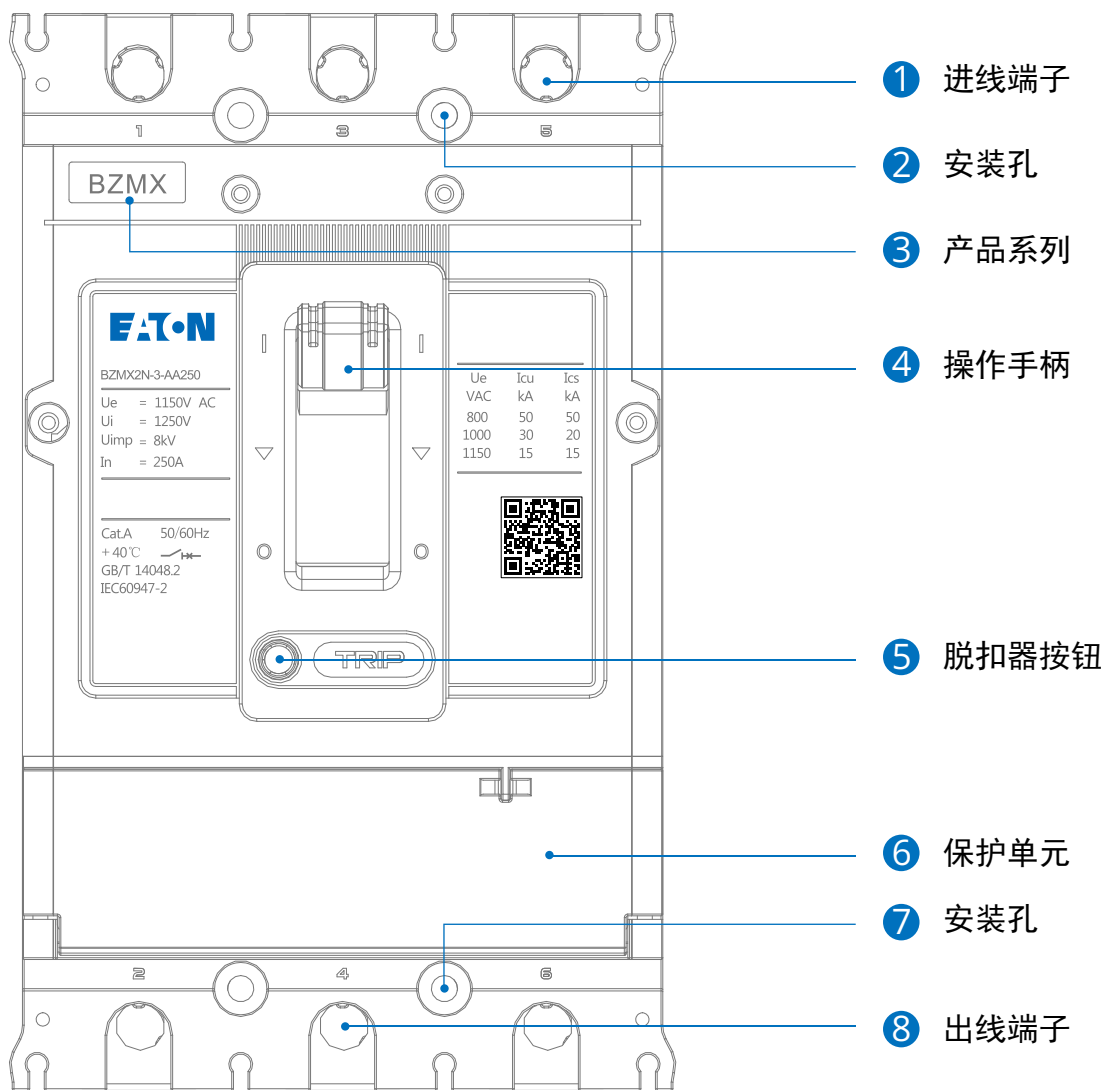 1 3 5
BZMX
EATON
BZMX2N-3-AA250
Ue = 1150V AC
Ui = 1250V
Uimp = 8kV
In = 250A
Cat.A 50/60Hz
+40℃
GB/T 14048.2
IEC60947-2
I I
O O
TRIP
Ue Icu Ics
VAC kA kA
800 50 50
1000 30 20
1150 15 15
2 4 6
1 进线端子
2 安装孔
3 产品系列
4 操作手柄
5 脱扣器按钮
6 保护单元
7 安装孔
8 出线端子